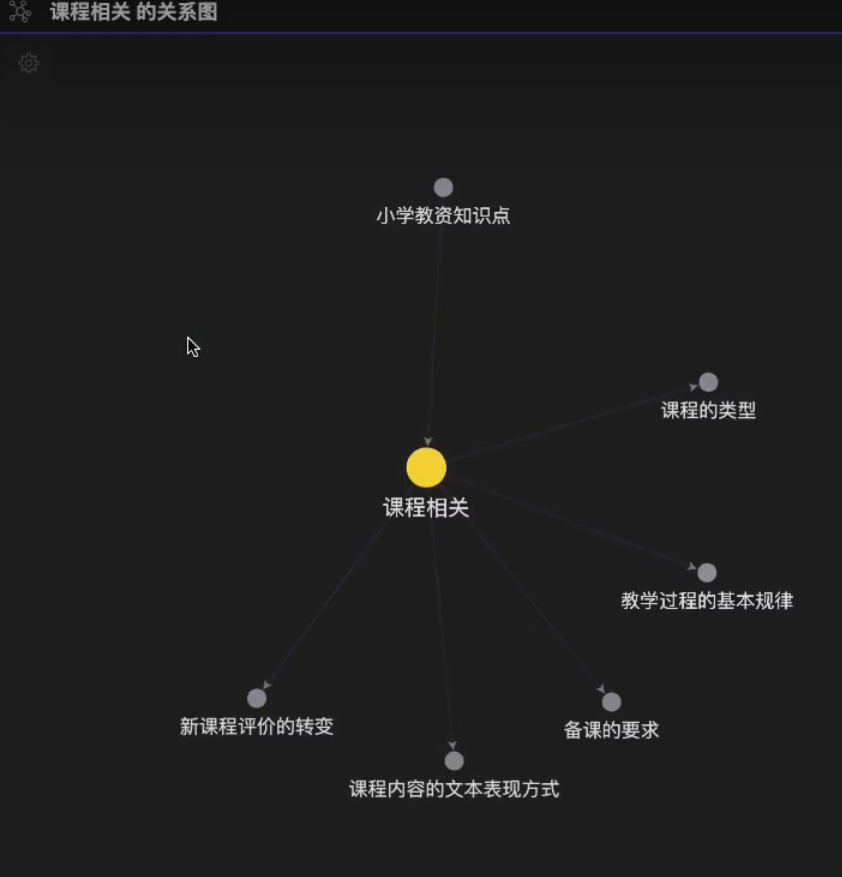 课程相关 的关系图
小学教资知识点
课程的类型
课程相关
教学过程的基本规律
新课程评价的转变
备课的要求
课程内容的文本表现方式